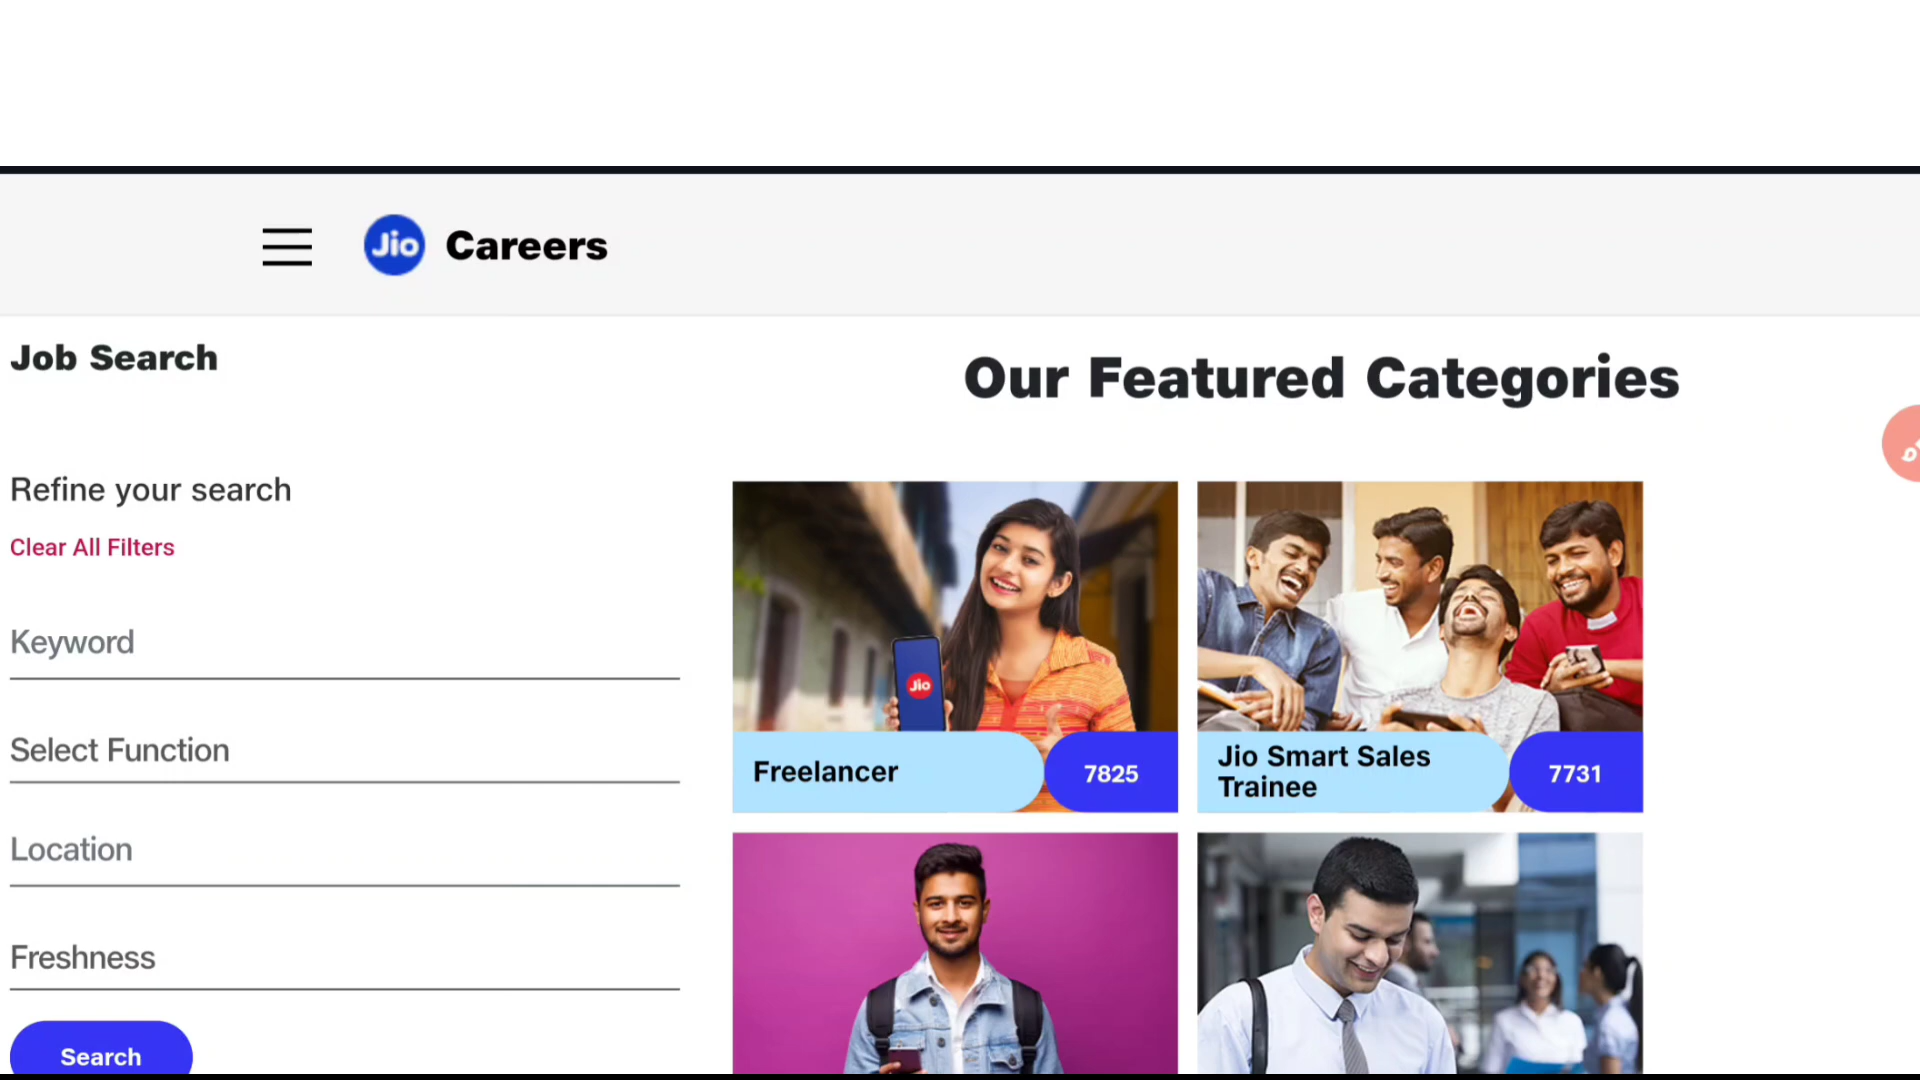 Jio Careers
Job Search
Our Featured Categories
Refine your search
Clear All Filters
Keyword
Select Function
Location
Freshness
Search
Jio
Freelancer
7825
Jio Smart Sales
Trainee
7731